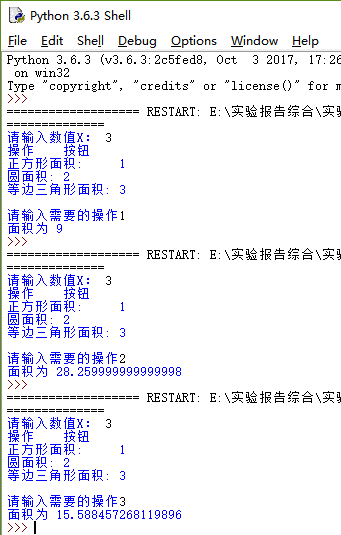 Python 3.6.3 Shell
File Edit Shell Debug Options Window Help
Python 3.6.3 (v3.6.3:2c5fed8, Oct  3 2017, 17:26
 on win32
Type "copyright", "credits" or "license()" for m
>>>
=================== RESTART: E:\实验报告综合\实验
==============
请输入数值X： 3
操作    按钮
正方形面积:     1
圆面积: 2
等边三角形面积: 3
请输入需要的操作1
面积为 9
>>>
=================== RESTART: E:\实验报告综合\实验
==============
请输入数值X： 3
操作    按钮
正方形面积:     1
圆面积: 2
等边三角形面积: 3
请输入需要的操作2
面积为 28.259999999999998
>>>
=================== RESTART: E:\实验报告综合\实验
==============
请输入数值X： 3
操作    按钮
正方形面积:     1
圆面积: 2
等边三角形面积: 3
请输入需要的操作3
面积为 15.588457268119896
>>>